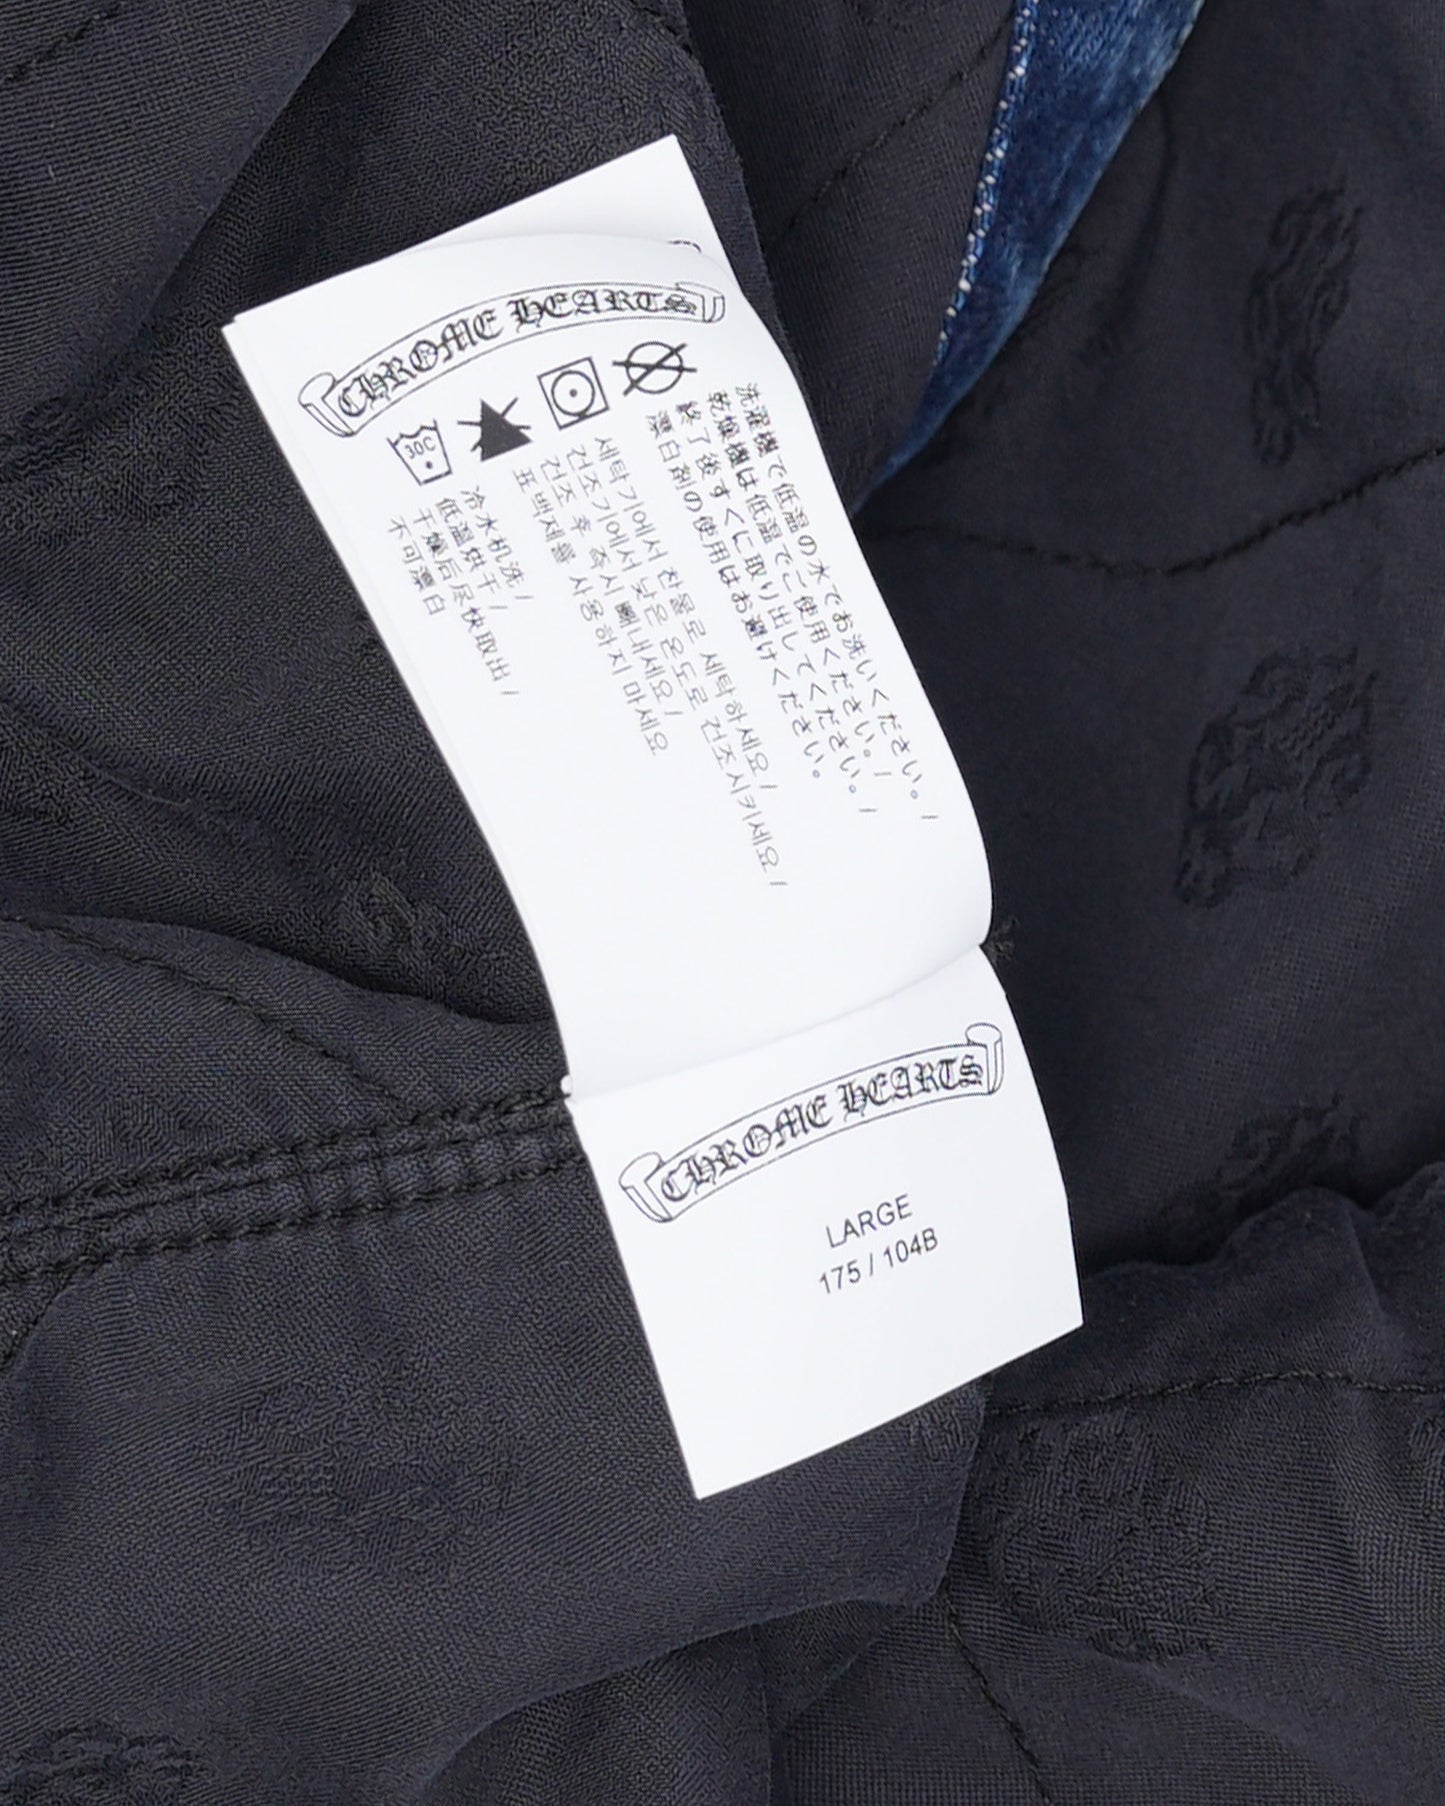 CHROME HEARTS
30C
洗濯機で低温の水でお洗いください。/
乾燥機は低温でご使用ください。/
終了後すぐに取り出してください。/
漂白剤の使用はお避けください。
세탁기에서 찬물로 세탁하세요/
건조기에서 낮은 온도로 건조시키세요/
건조 후 즉시 빼내세요/
표백제를 사용하지 마세요
冷水机洗/
低温烘干/
干燥后尽快取出/
不可漂白
CHROME HEARTS
LARGE
175 / 104B